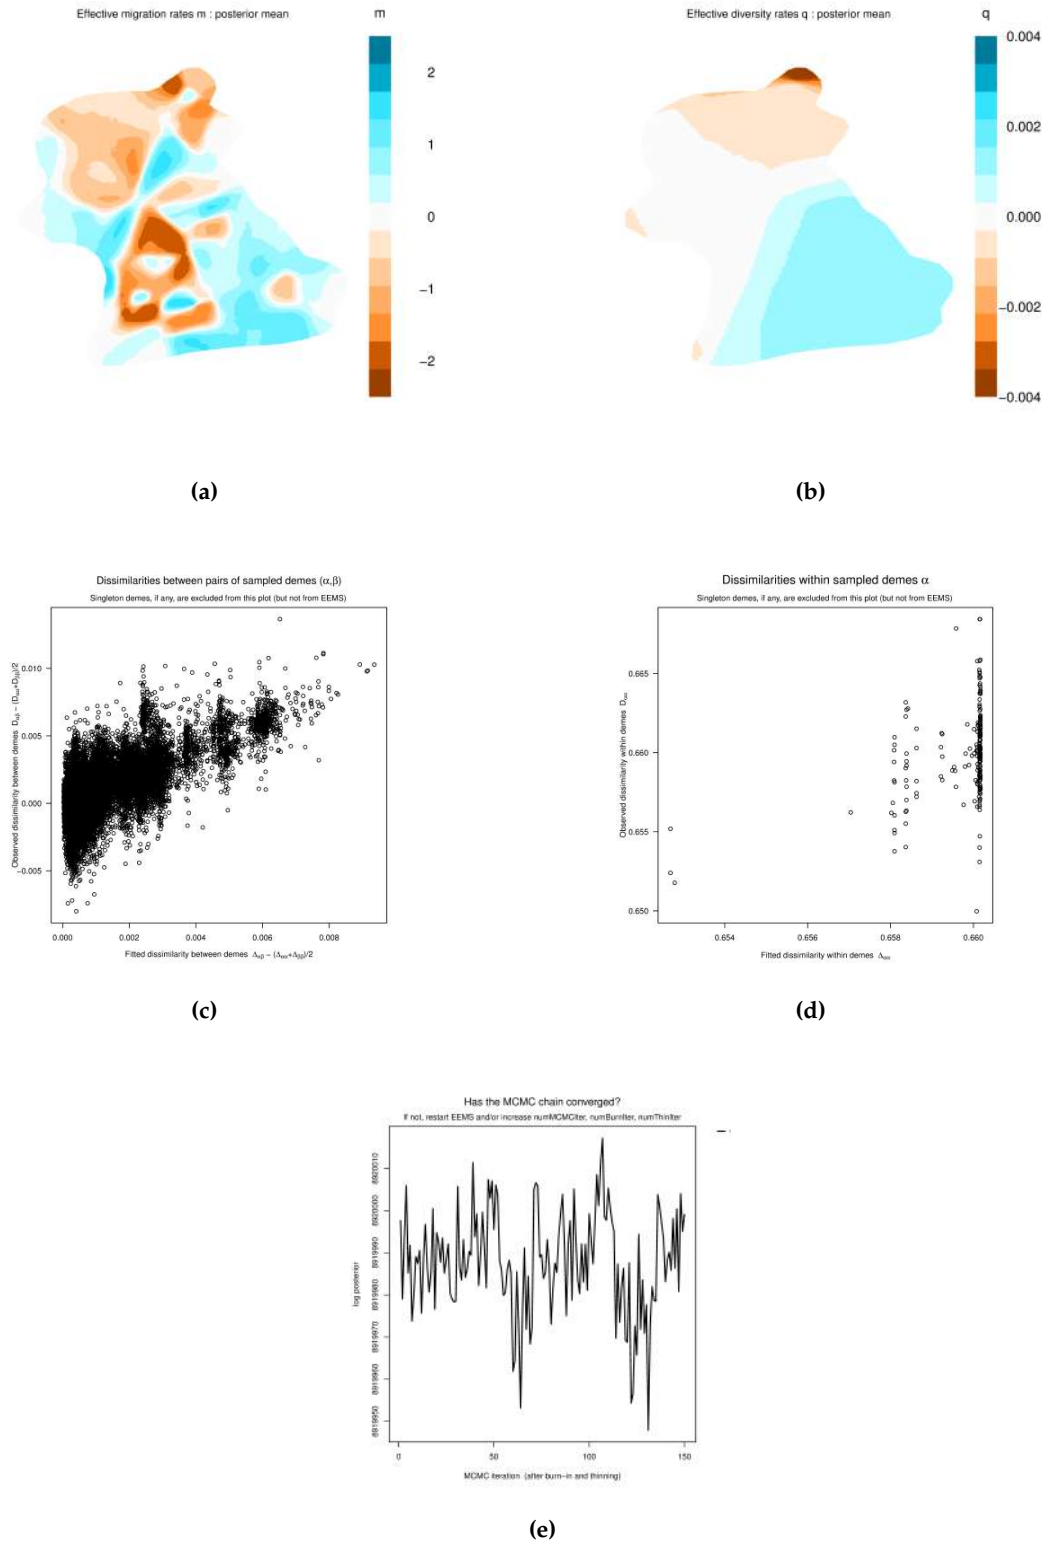 Effective migration rates m : posterior mean
m
2
1
0
−1
−2
(a)
Effective diversity rates q : posterior mean
q
0.004
0.002
0.000
−0.002
−0.004
(b)
Dissimilarities between pairs of sampled demes (α,β)
Singleton demes, if any, are excluded from this plot (but not from EEMS)
Observed dissimilarity between demes Dαβ − (Dαα+Dββ)/2
0.010
0.005
0.000
−0.005
0.000 0.002 0.004 0.006 0.008
Fitted dissimilarity between demes Δαβ − (Δαα+Δββ)/2
(c)
Dissimilarities within sampled demes α
Singleton demes, if any, are excluded from this plot (but not from EEMS)
Observed dissimilarity within demes Dαα
0.665
0.660
0.655
0.650
0.654 0.656 0.658 0.660
Fitted dissimilarity within demes Δαα
(d)
Has the MCMC chain converged?
If not, restart EEMS and/or increase numMCMCIter, numBurnIter, numThinIter
log posterior
8920010
8920000
8919990
8919980
8919970
8919960
8919950
0 50 100 150
MCMC iteration (after burn−in and thinning)
(e)